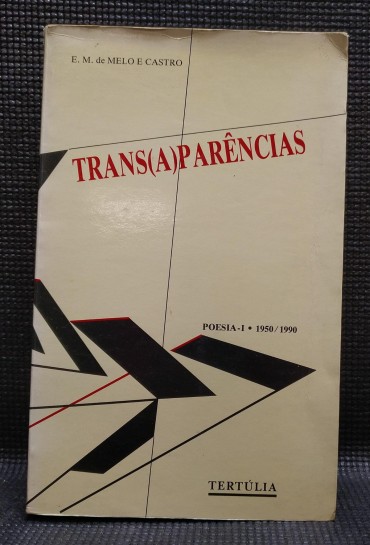 E. M. de MELO E CASTRO
TRANS(A)PARÊNCIAS
POESIA-I • 1950/1990
TERTÚLIA